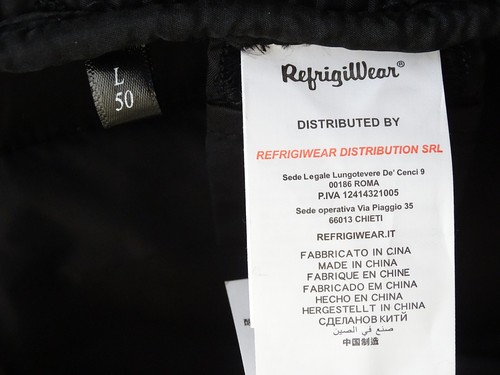 L
50
RefrigiWear®
DISTRIBUTED BY
REFRIGIWEAR DISTRIBUTION SRL
Sede Legale Lungotevere De' Cenci 9
00186 ROMA
P.IVA 12414321005
Sede operativa Via Piaggio 35
66013 CHIETI
REFRIGIWEAR.IT
FABBRICATO IN CINA
MADE IN CHINA
FABRIQUE EN CHINE
FABRICADO EM CHINA
HECHO EN CHINA
HERGESTELLT IN CHINA
СДЕЛАНОВ КИТЙ
صنع في الصين
中国制造